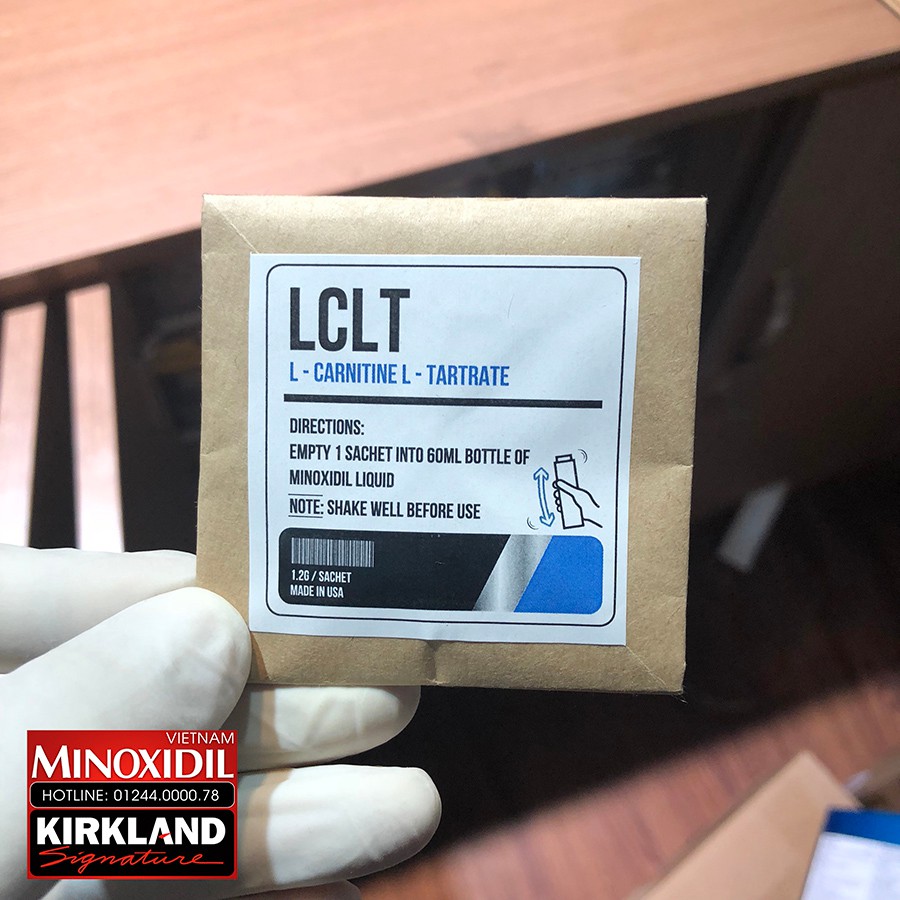 LCLT
L - CARNITINE L - TARTRATE
DIRECTIONS:
EMPTY 1 SACHET INTO 60ML BOTTLE OF
MINOXIDIL LIQUID
NOTE: SHAKE WELL BEFORE USE
1.2G / SACHET
MADE IN USA
VIETNAM
MINOXIDIL
HOTLINE: 01244.0000.78
KIRKLAND
Signature